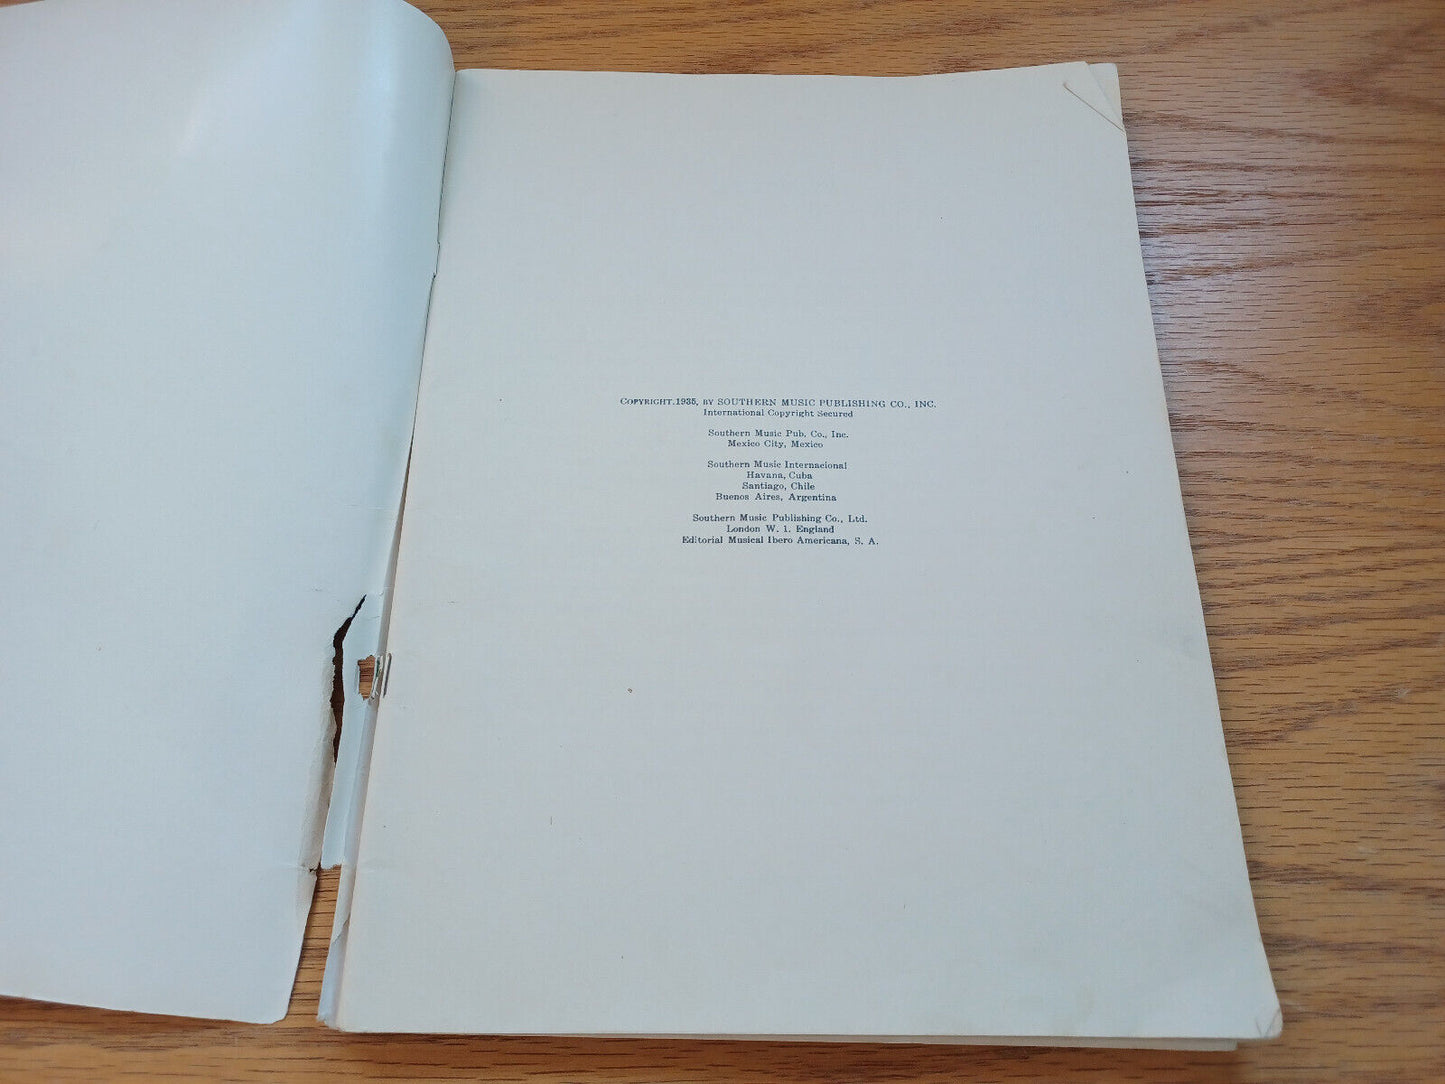 COPYRIGHT.1935, BY SOUTHERN MUSIC PUBLISHING CO., INC.
International Copyright Secured
Southern Music Pub. Co., Inc.
Mexico City, Mexico
Southern Music Internacional
Havana, Cuba
Santiago, Chile
Buenos Aires, Argentina
Southern Music Publishing Co., Ltd.
London W. 1. England
Editorial Musical Ibero Americana, S. A.